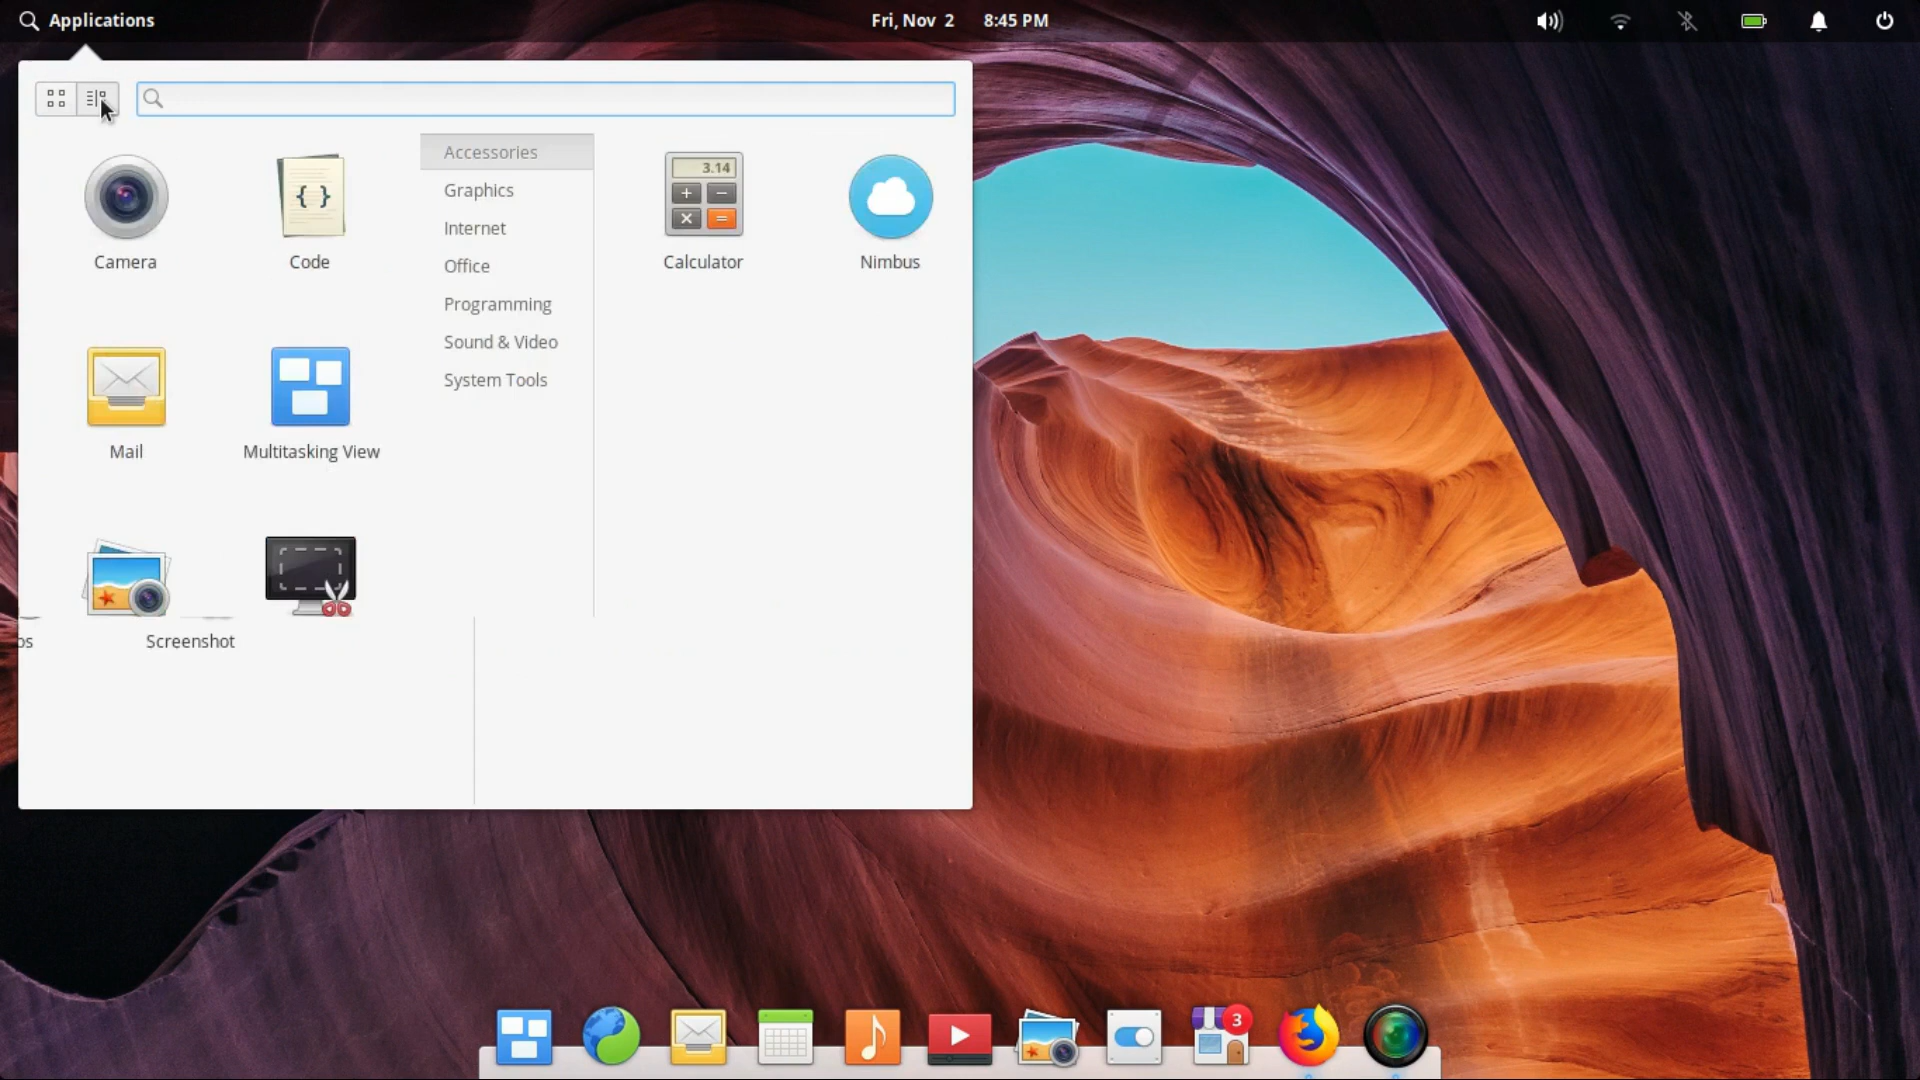 Applications
Fri, Nov 2 8:45 PM
Accessories
Graphics
Internet
Office
Programming
Sound & Video
System Tools
Camera
Code
3.14
Calculator
Nimbus
Mail
Multitasking View
os
Screenshot
3